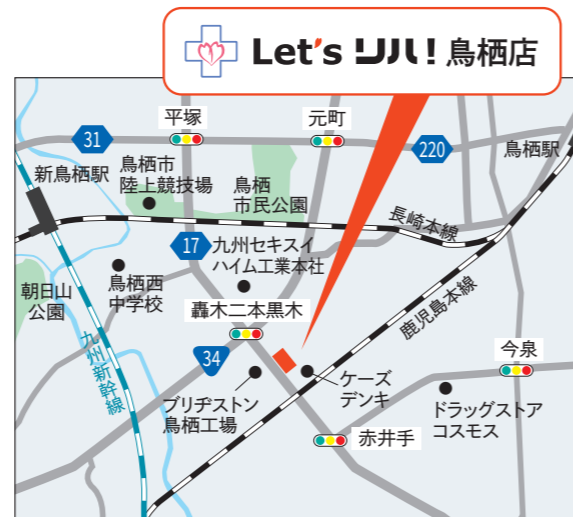 Let's リハ! 鳥栖店
平塚
元町
31
220
鳥栖駅
新鳥栖駅
鳥栖市
陸上競技場
鳥栖
市民公園
長崎本線
17
九州セキスイ
ハイム工業本社
鳥栖西
中学校
朝日山
公園
轟木二本黒木
鹿児島本線
九州新幹線
34
今泉
ケーズ
デンキ
ブリヂストン
鳥栖工場
ドラッグストア
コスモス
赤井手